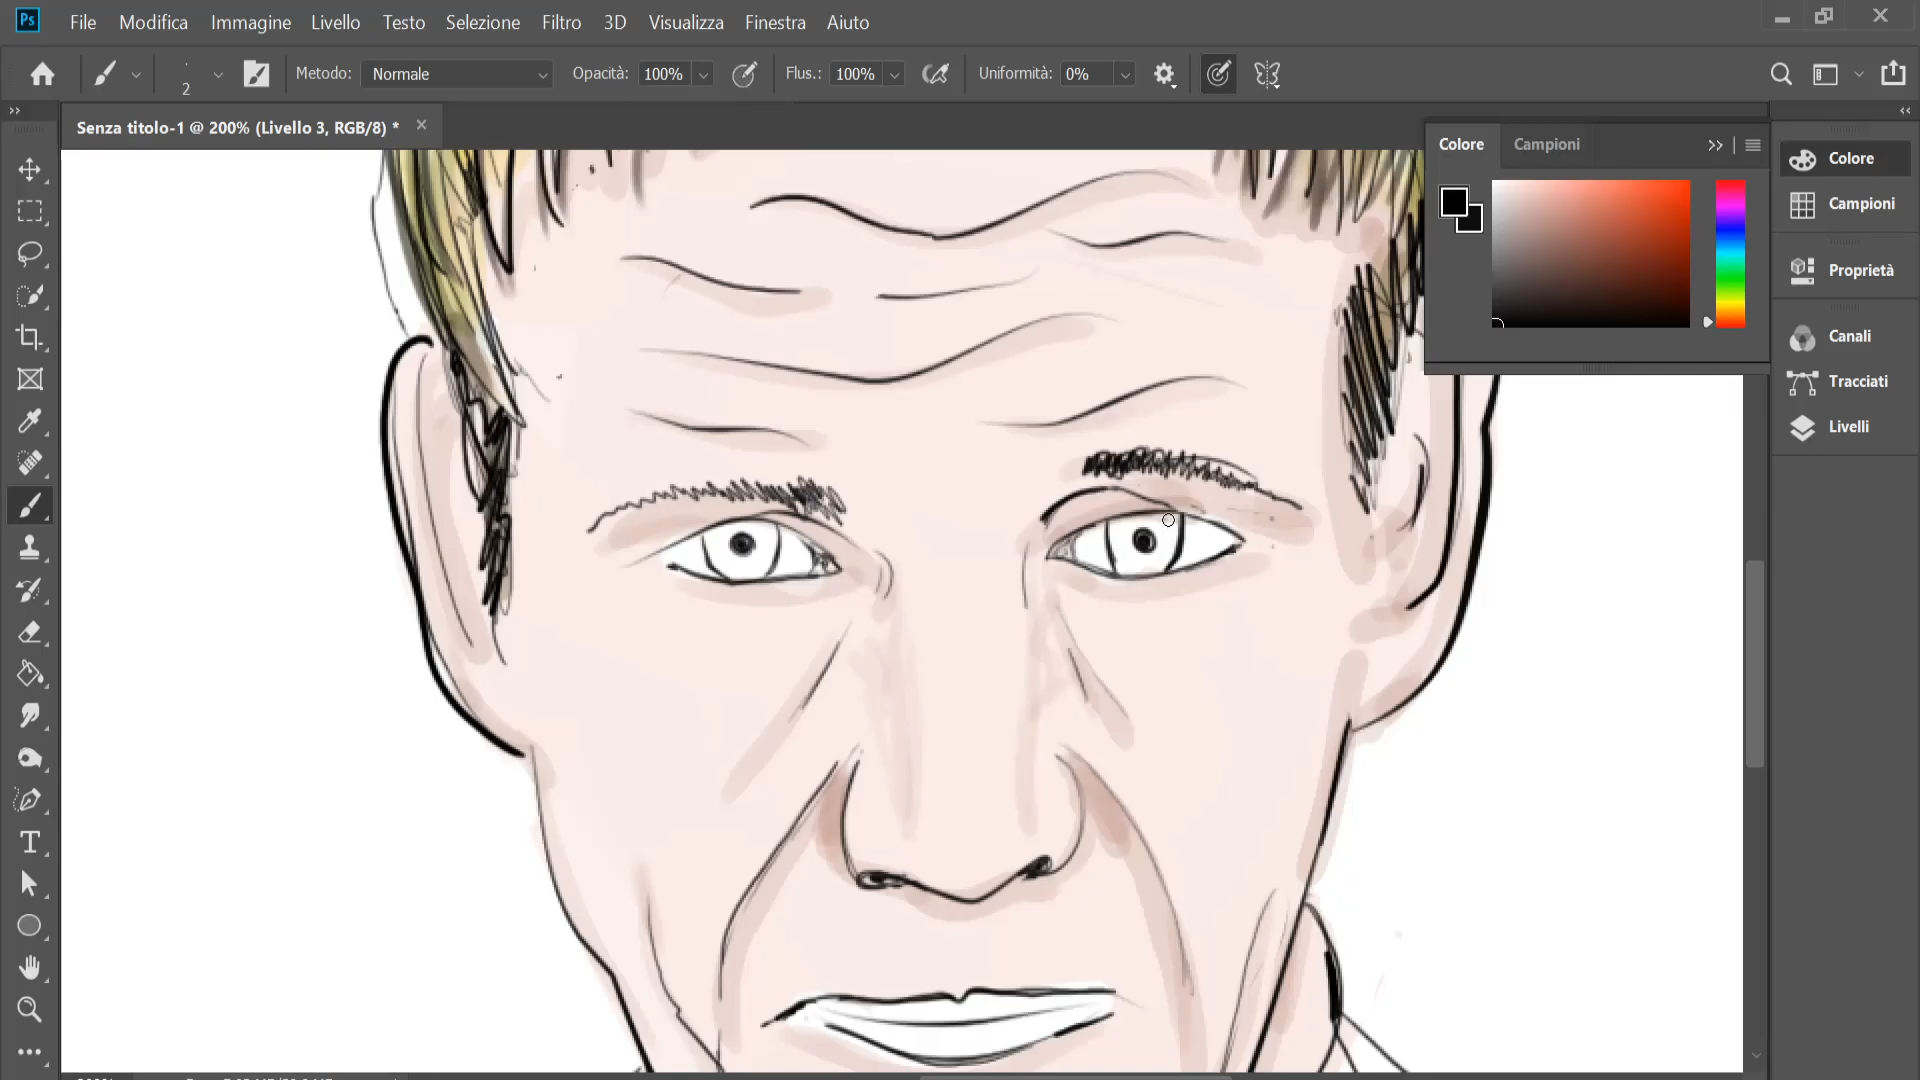 Ps File Modifica Immagine Livello Testo Selezione Filtro 3D Visualizza Finestra Aiuto
2 Metodo: Normale Opacità: 100% Flus.: 100% Uniformità: 0%
Senza titolo-1 @ 200% (Livello 3, RGB/8) *
Colore Campioni
Colore
Campioni
Proprietà
Canali
Tracciati
Livelli